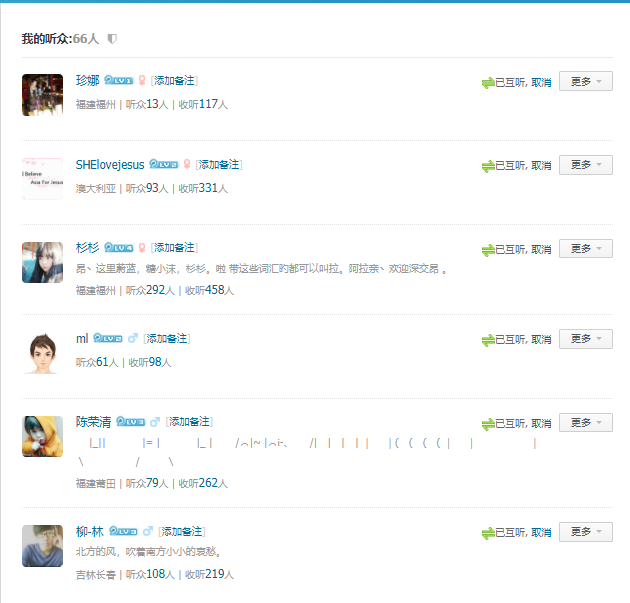 我的听众:66人
珍娜 LV 1 [添加备注] 已互听, 取消 更多
福建福州 | 听众13人 | 收听117人
I Believe
Asia For Jesus
SHElovejesus LV 2 [添加备注] 已互听, 取消 更多
澳大利亚 | 听众93人 | 收听331人
杉杉 LV 4 [添加备注] 已互听, 取消 更多
昂丶这里蔚蓝，糖小沫，杉杉。啦 带这些词汇旳都可以叫拉。阿拉亲丶欢迎深交昂 。
福建福州 | 听众292人 | 收听458人
ml [添加备注] 已互听, 取消 更多
听众61人 | 收听98人
陈荣清 LV 3 [添加备注] 已互听, 取消 更多
|_|| |= | |_ | /⌒|~ |⌒i-、 /| | | | | | ( ( ( ( | | |
\ / \
福建莆田 | 听众79人 | 收听262人
柳-林 [添加备注] 已互听, 取消 更多
北方的风，吹着南方小小的哀愁。
吉林长春 | 听众108人 | 收听219人